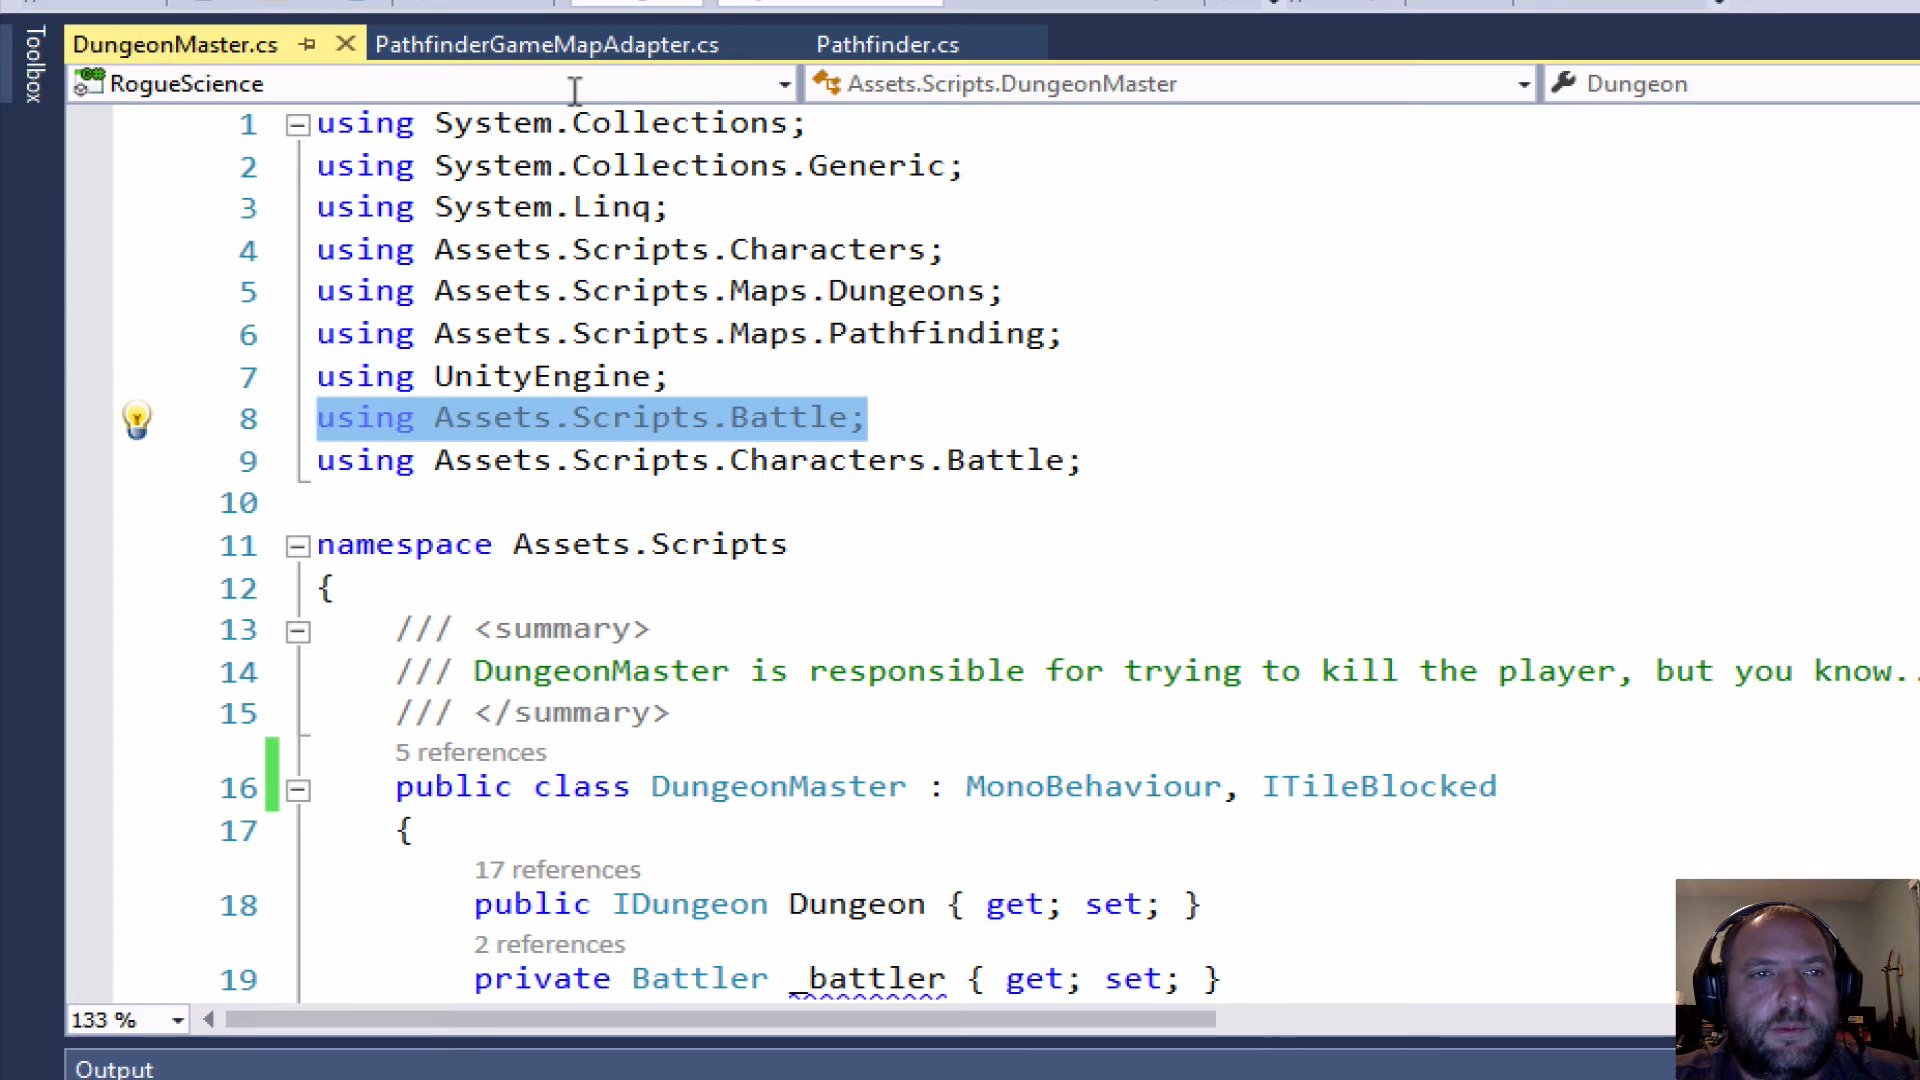 Toolbox
DungeonMaster.cs
PathfinderGameMapAdapter.cs
Pathfinder.cs
RogueScience
Assets.Scripts.DungeonMaster
Dungeon
1 using System.Collections;
2 using System.Collections.Generic;
3 using System.Linq;
4 using Assets.Scripts.Characters;
5 using Assets.Scripts.Maps.Dungeons;
6 using Assets.Scripts.Maps.Pathfinding;
7 using UnityEngine;
8 using Assets.Scripts.Battle;
9 using Assets.Scripts.Characters.Battle;
10
11 namespace Assets.Scripts
12 {
13 /// <summary>
14 /// DungeonMaster is responsible for trying to kill the player, but you know..
15 /// </summary>
5 references
16 public class DungeonMaster : MonoBehaviour, ITileBlocked
17 {
17 references
18 public IDungeon Dungeon { get; set; }
2 references
19 private Battler _battler { get; set; }
133 %
Output